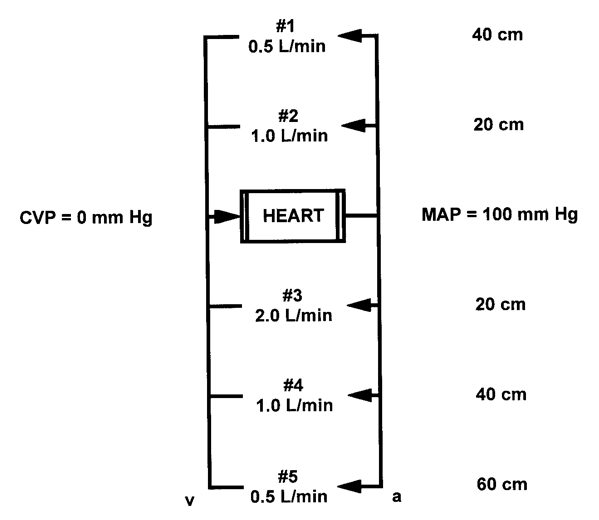 #1
0.5 L/min
40 cm
#2
1.0 L/min
20 cm
CVP = 0 mm Hg
HEART
MAP = 100 mm Hg
#3
2.0 L/min
20 cm
#4
1.0 L/min
40 cm
#5
0.5 L/min
60 cm
v
a